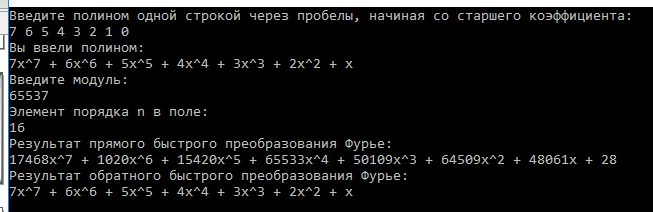 Введите полином одной строкой через пробелы, начиная со старшего коэффициента:
7 6 5 4 3 2 1 0
Вы ввели полином:
7x^7 + 6x^6 + 5x^5 + 4x^4 + 3x^3 + 2x^2 + x
Введите модуль:
65537
Элемент порядка n в поле:
16
Результат прямого быстрого преобразования Фурье:
17468x^7 + 1020x^6 + 15420x^5 + 65533x^4 + 50109x^3 + 64509x^2 + 48061x + 28
Результат обратного быстрого преобразования Фурье:
7x^7 + 6x^6 + 5x^5 + 4x^4 + 3x^3 + 2x^2 + x